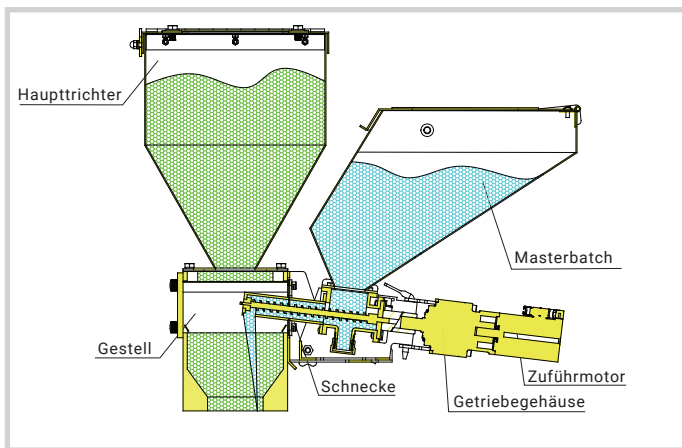 Haupttrichter
Masterbatch
Gestell
Schnecke
Zuführmotor
Getriebegehäuse